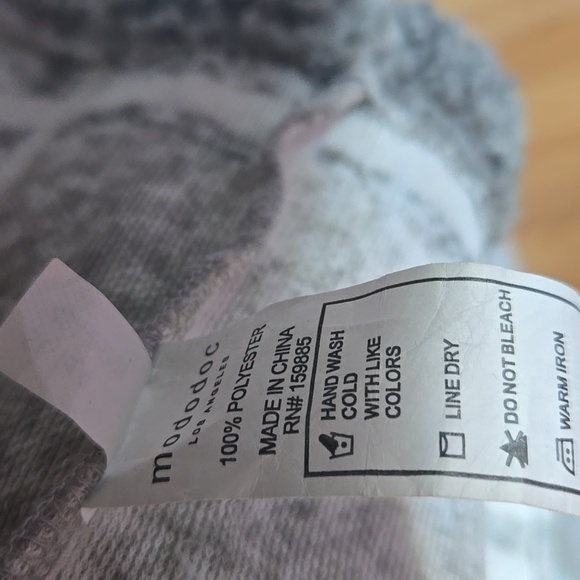 mododoc
LOS ANGELES
100% POLYESTER
MADE IN CHINA
RN# 159885
HAND WASH
COLD
WITH LIKE
COLORS
LINE DRY
DO NOT BLEACH
WARM IRON